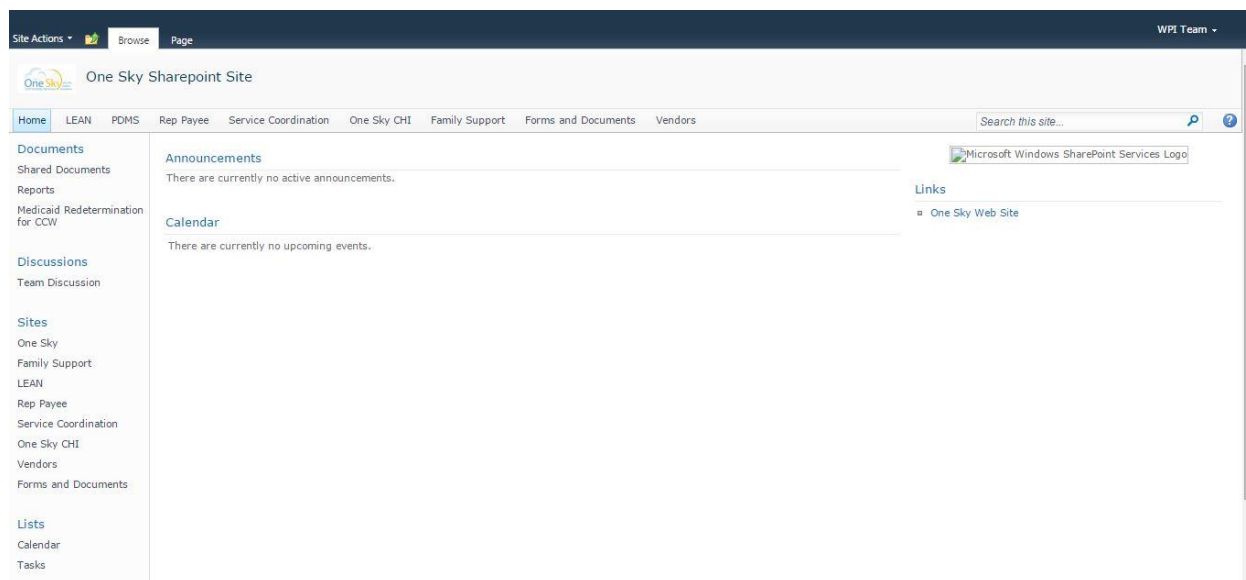 Site Actions
Browse
Page
WPI Team
One Sky
One Sky Sharepoint Site
Home
LEAN
PDMS
Rep Payee
Service Coordination
One Sky CHI
Family Support
Forms and Documents
Vendors
Search this site...
Documents
Shared Documents
Reports
Medicaid Redetermination
for CCW
Discussions
Team Discussion
Sites
One Sky
Family Support
LEAN
Rep Payee
Service Coordination
One Sky CHI
Vendors
Forms and Documents
Lists
Calendar
Tasks
Announcements
There are currently no active announcements.
Calendar
There are currently no upcoming events.
Microsoft Windows SharePoint Services Logo
Links
One Sky Web Site